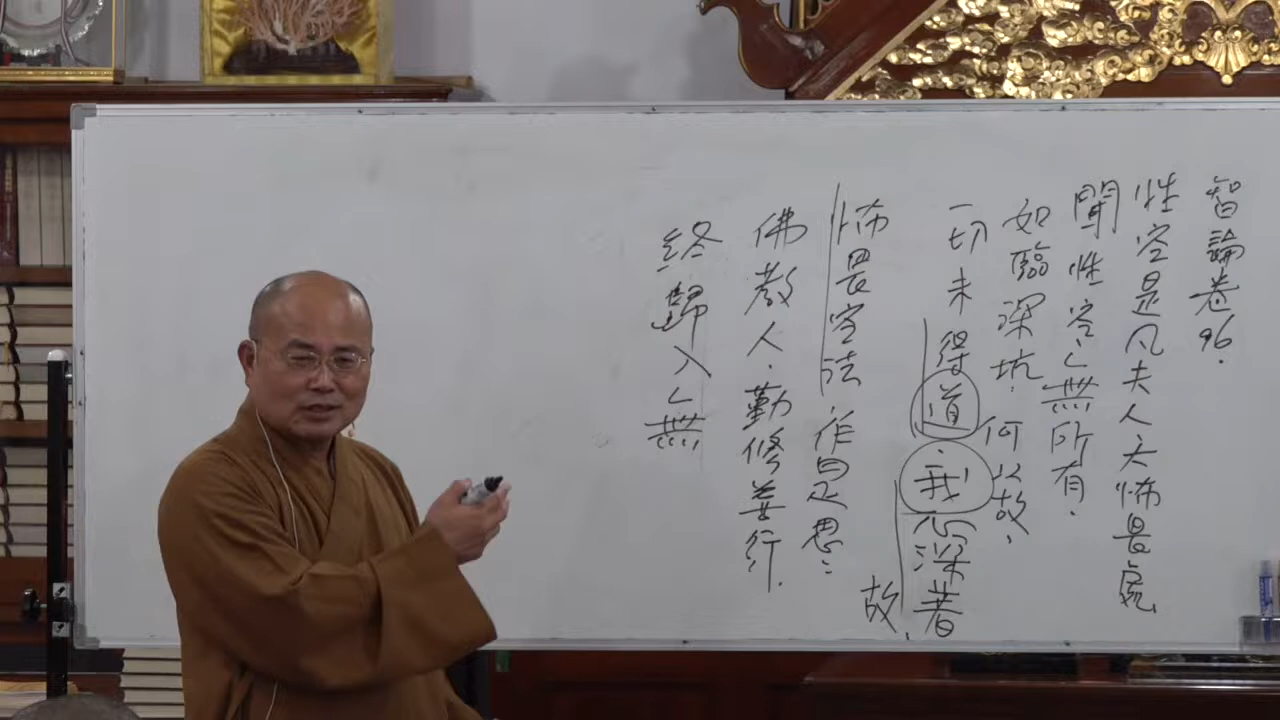 智論卷96.
性空是凡夫人大怖畏處
聞性空乚無所有.
如臨深坑.何以故.
一切未得道.我心深著
故.
怖畏空法.作是思:
佛教人.勤修善行.
終歸入乚無